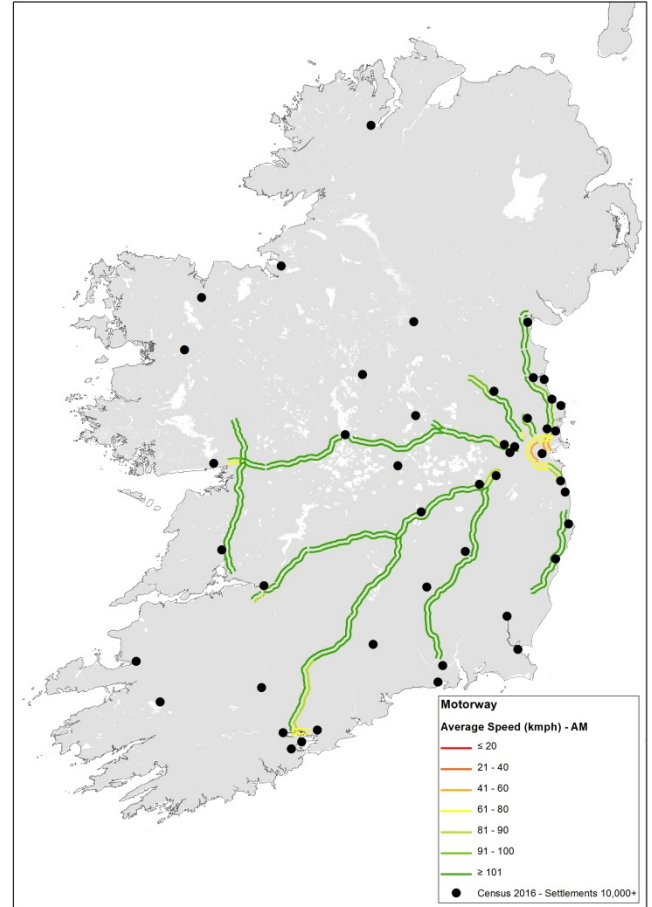 Motorway
Average Speed (kmph) - AM
≤ 20
21 - 40
41 - 60
61 - 80
81 - 90
91 - 100
≥ 101
Census 2016 - Settlements 10,000+